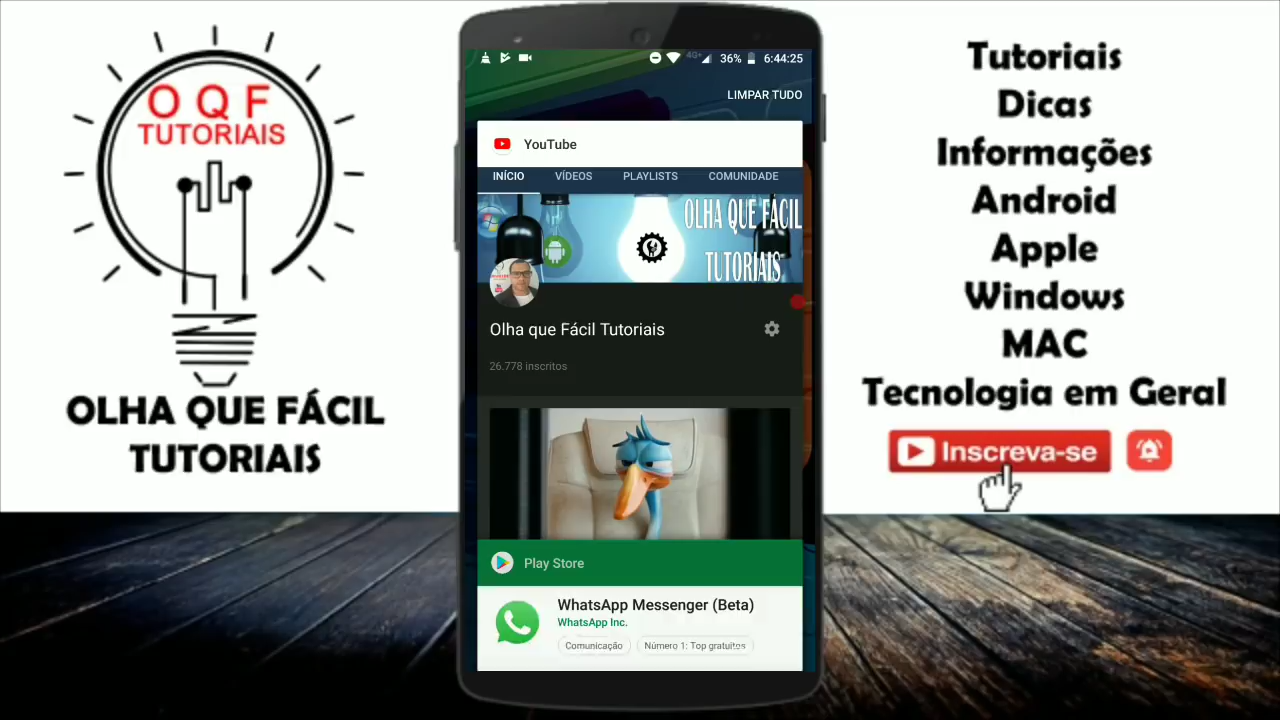 O Q F
TUTORIAIS
OLHA QUE FÁCIL
TUTORIAIS
4G+
36%
6:44:25
LIMPAR TUDO
YouTube
INÍCIO
VÍDEOS
PLAYLISTS
COMUNIDADE
OLHA QUE FÁCIL
TUTORIAIS
Olha que Fácil Tutoriais
26.778 inscritos
Play Store
WhatsApp Messenger (Beta)
WhatsApp Inc.
Comunicação
Número 1: Top gratuitos
Tutoriais
Dicas
Informações
Android
Apple
Windows
MAC
Tecnologia em Geral
Inscreva-se